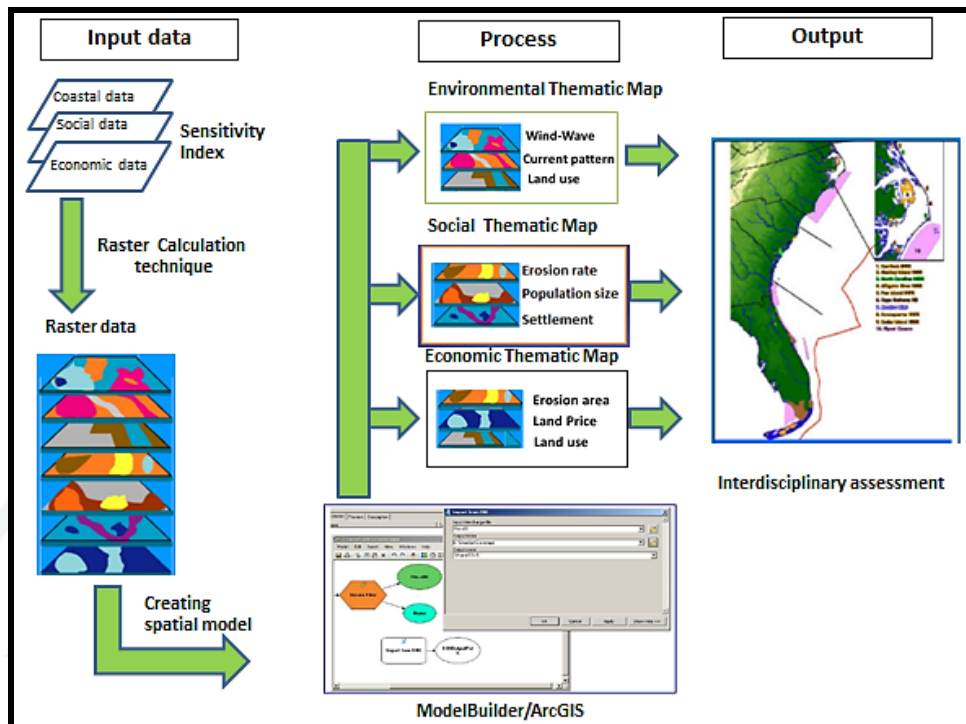 Input data
Process
Output
Coastal data
Social data
Economic data
Sensitivity
Index
Raster Calculation
technique
Raster data
Creating
spatial model
Environmental Thematic Map
Wind-Wave
Current pattern
Land use
Social Thematic Map
Erosion rate
Population size
Settlement
Economic Thematic Map
Erosion area
Land Price
Land use
ModelBuilder/ArcGIS
Interdisciplinary assessment